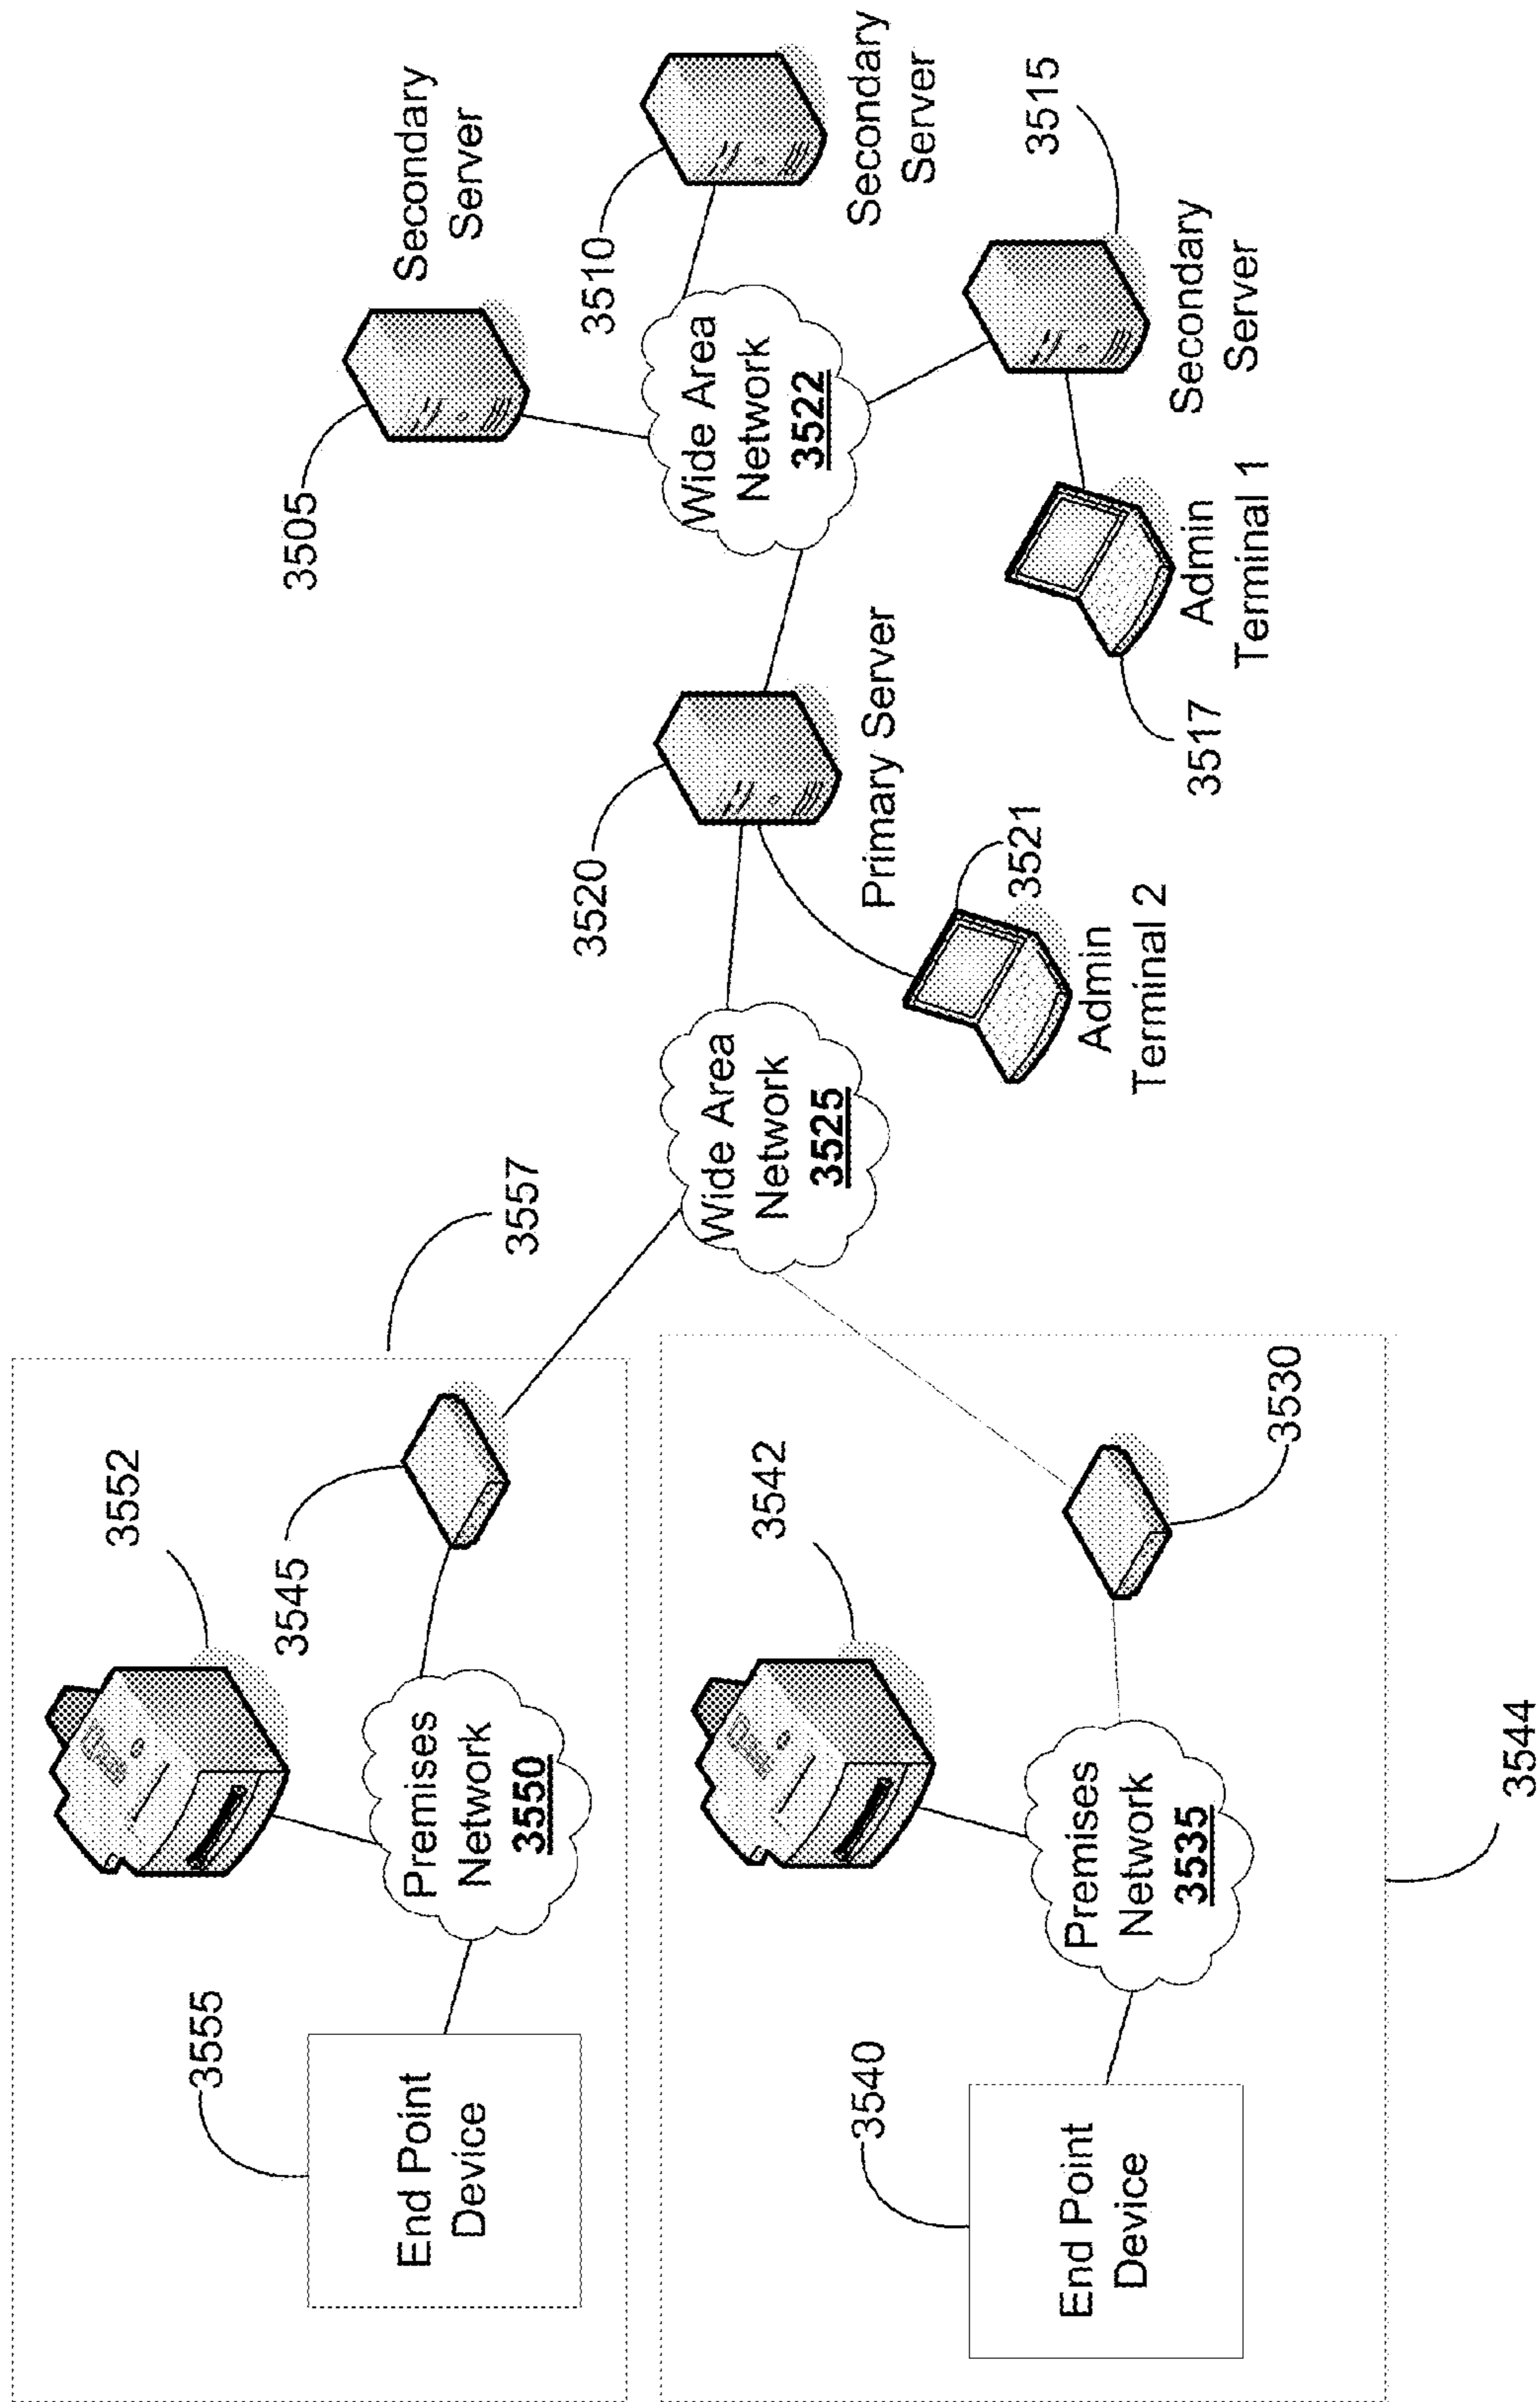 3552
3555
3545
End Point
Device
Premises
Network
3550
3557
3505
Secondary
Server
3520
3510
Wide Area
Network
3525
Wide Area
Network
3522
Primary Server
Secondary
Server
3542
3540
End Point
Device
Premises
Network
3535
3530
3544
3521
Admin
Terminal 2
3515
Secondary
Server
Admin
Terminal 1
3517